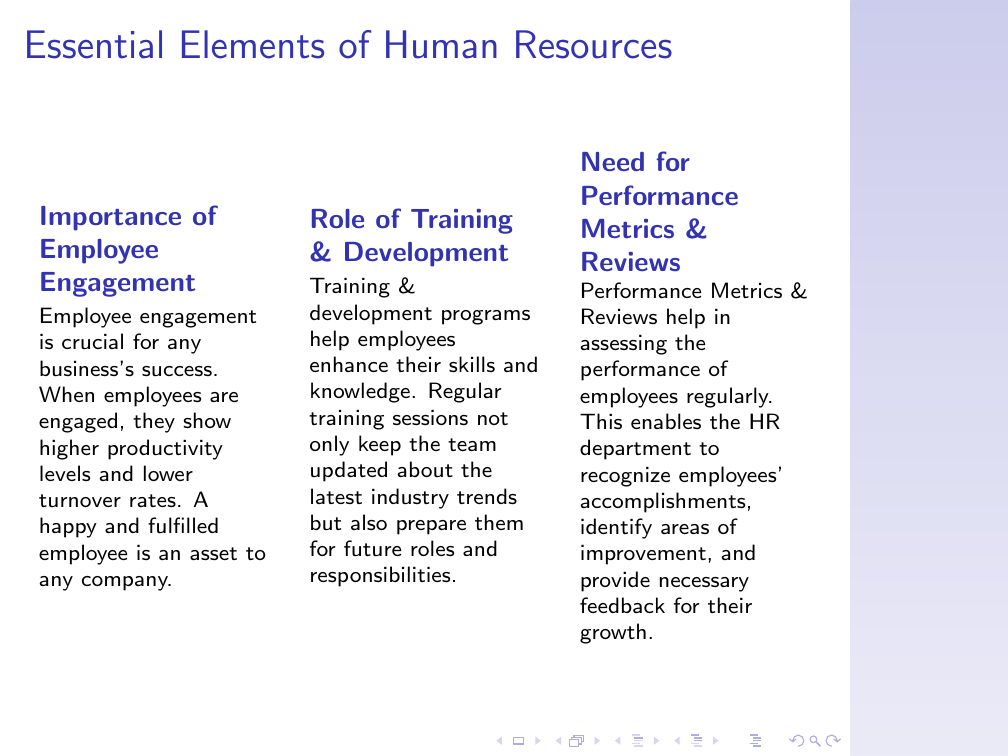 Essential Elements of Human Resources
Importance of
Employee
Engagement
Employee engagement
is crucial for any
business's success.
When employees are
engaged, they show
higher productivity
levels and lower
turnover rates. A
happy and fulfilled
employee is an asset to
any company.
Role of Training
& Development
Training &
development programs
help employees
enhance their skills and
knowledge. Regular
training sessions not
only keep the team
updated about the
latest industry trends
but also prepare them
for future roles and
responsibilities.
Need for
Performance
Metrics &
Reviews
Performance Metrics &
Reviews help in
assessing the
performance of
employees regularly.
This enables the HR
department to
recognize employees'
accomplishments,
identify areas of
improvement, and
provide necessary
feedback for their
growth.